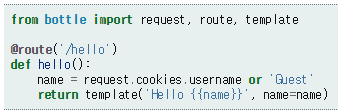 from bottle import request, route, template

@route('/hello')
def hello():
    name = request.cookies.username or 'Guest'
    return template('Hello {{name}}', name=name)